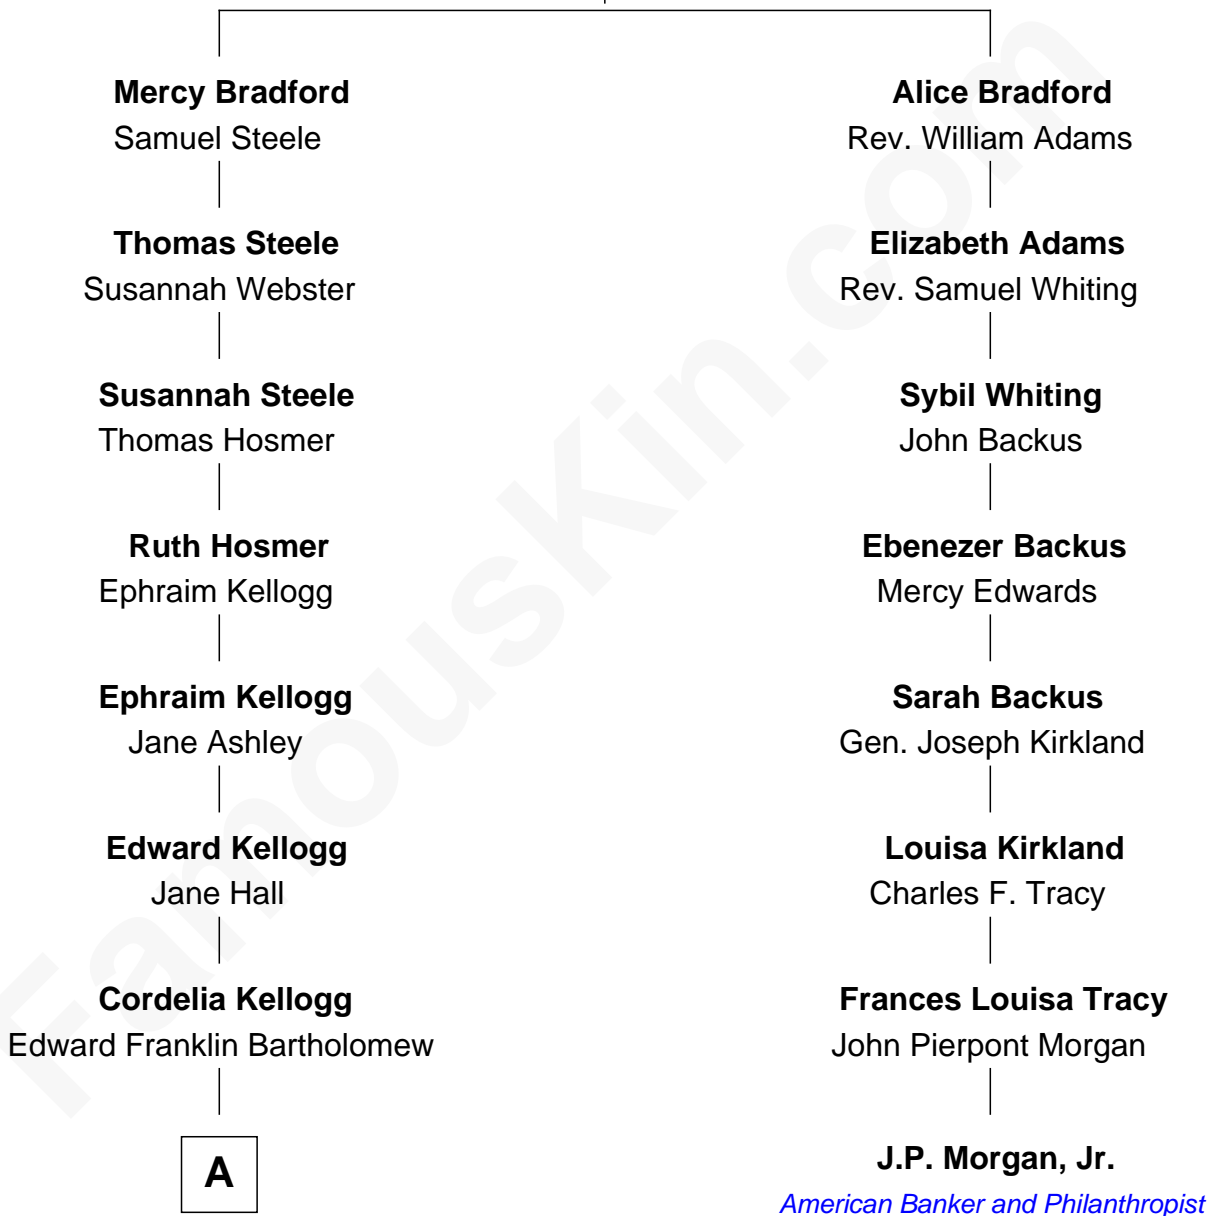 Mercy Bradford
Samuel Steele
Thomas Steele
Susannah Webster
Susannah Steele
Thomas Hosmer
Ruth Hosmer
Ephraim Kellogg
Ephraim Kellogg
Jane Ashley
Edward Kellogg
Jane Hall
Cordelia Kellogg
Edward Franklin Bartholomew
A
Alice Bradford
Rev. William Adams
Elizabeth Adams
Rev. Samuel Whiting
Sybil Whiting
John Backus
Ebenezer Backus
Mercy Edwards
Sarah Backus
Gen. Joseph Kirkland
Louisa Kirkland
Charles F. Tracy
Frances Louisa Tracy
John Pierpont Morgan
J.P. Morgan, Jr.
American Banker and Philanthropist
FamousKin.com